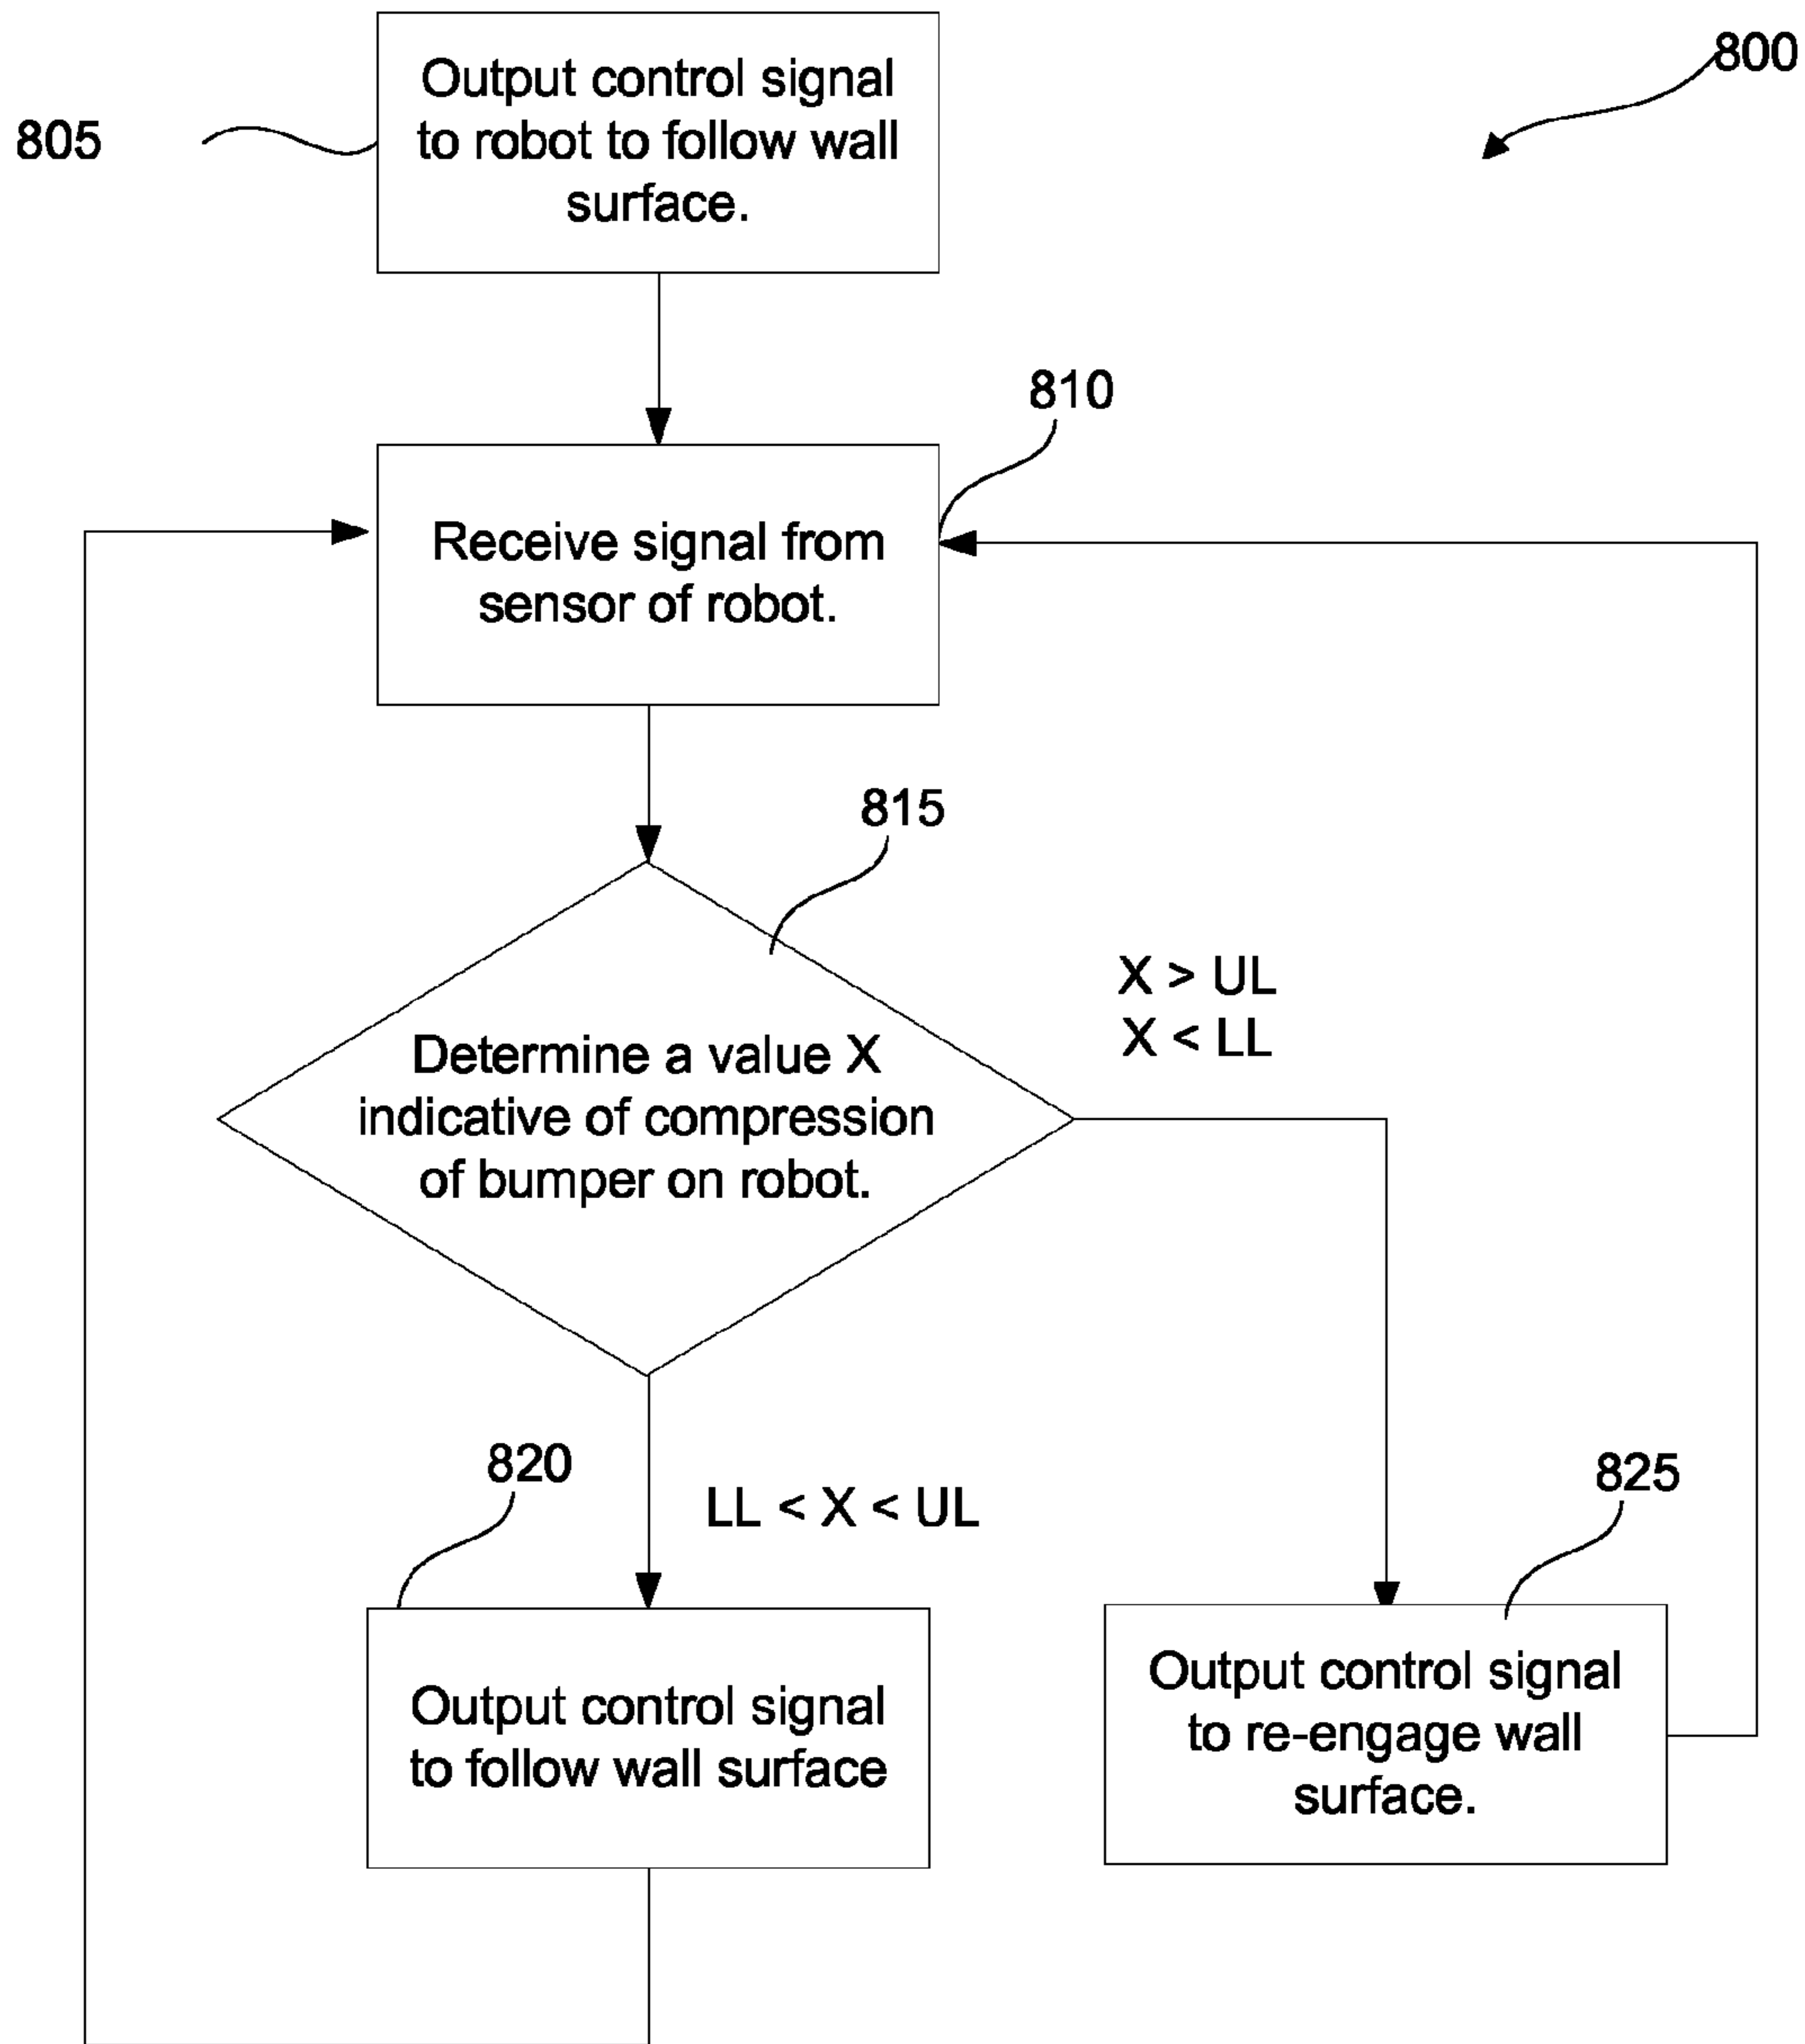 Output control signal
to robot to follow wall
surface.
800
805
810
Receive signal from
sensor of robot.
815
X > UL
X < LL
Determine a value X
indicative of compression
of bumper on robot.
820
LL < X < UL
825
Output control signal
to follow wall surface
Output control signal
to re-engage wall
surface.